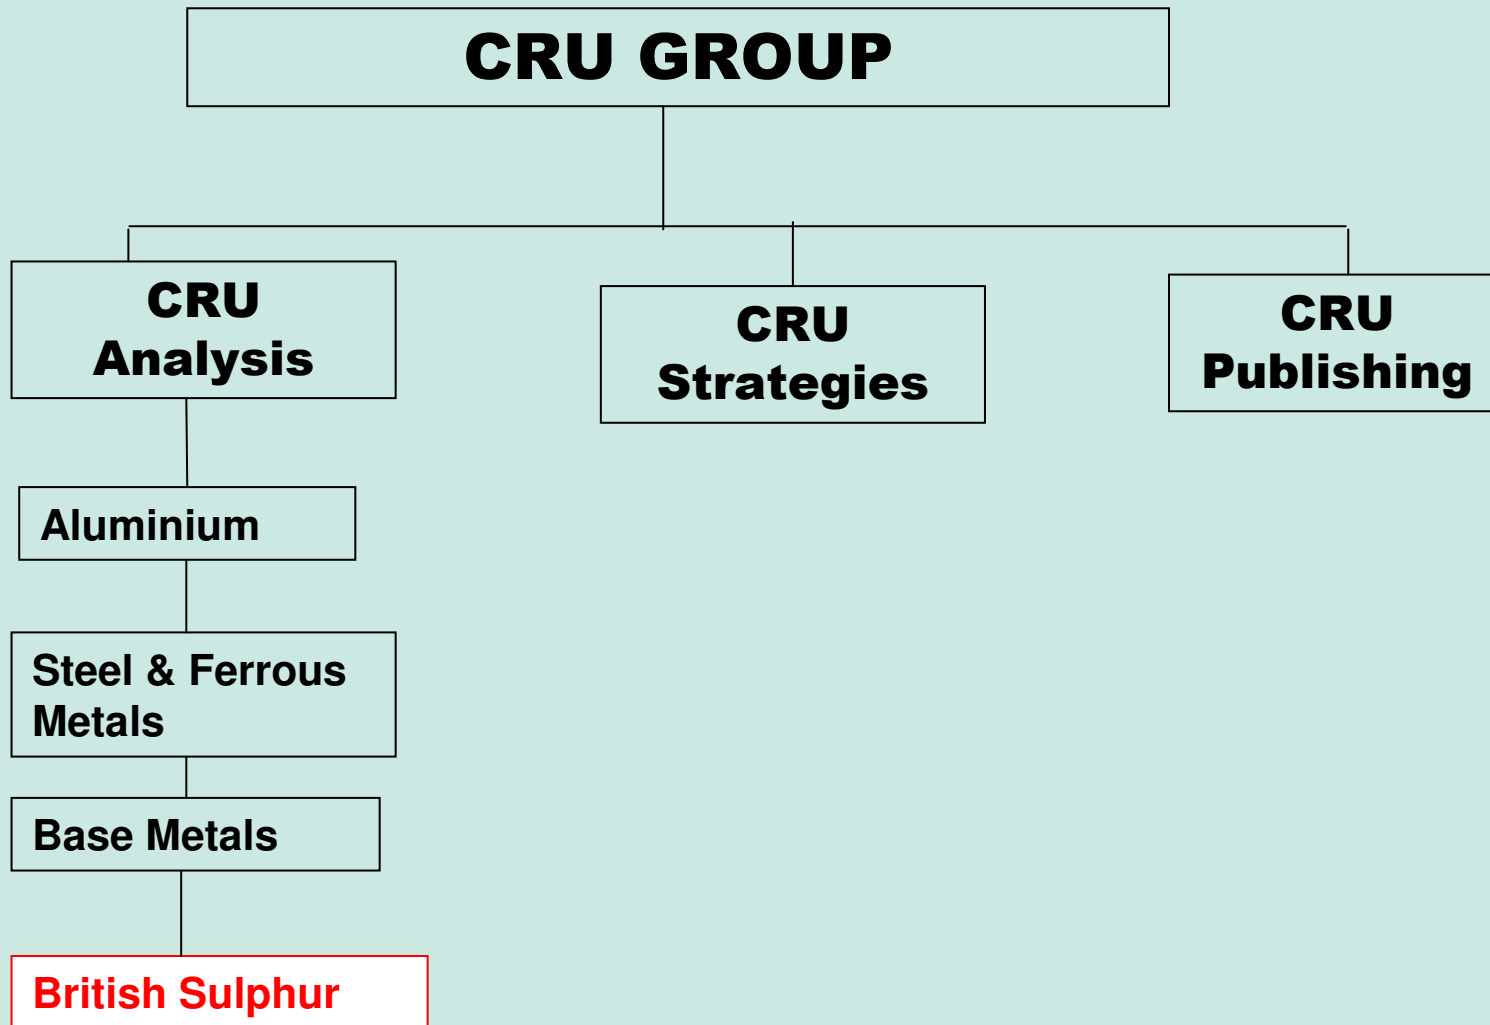 CRU GROUP
CRU
Analysis
CRU
Strategies
CRU
Publishing
Aluminium
Steel & Ferrous
Metals
Base Metals
British Sulphur